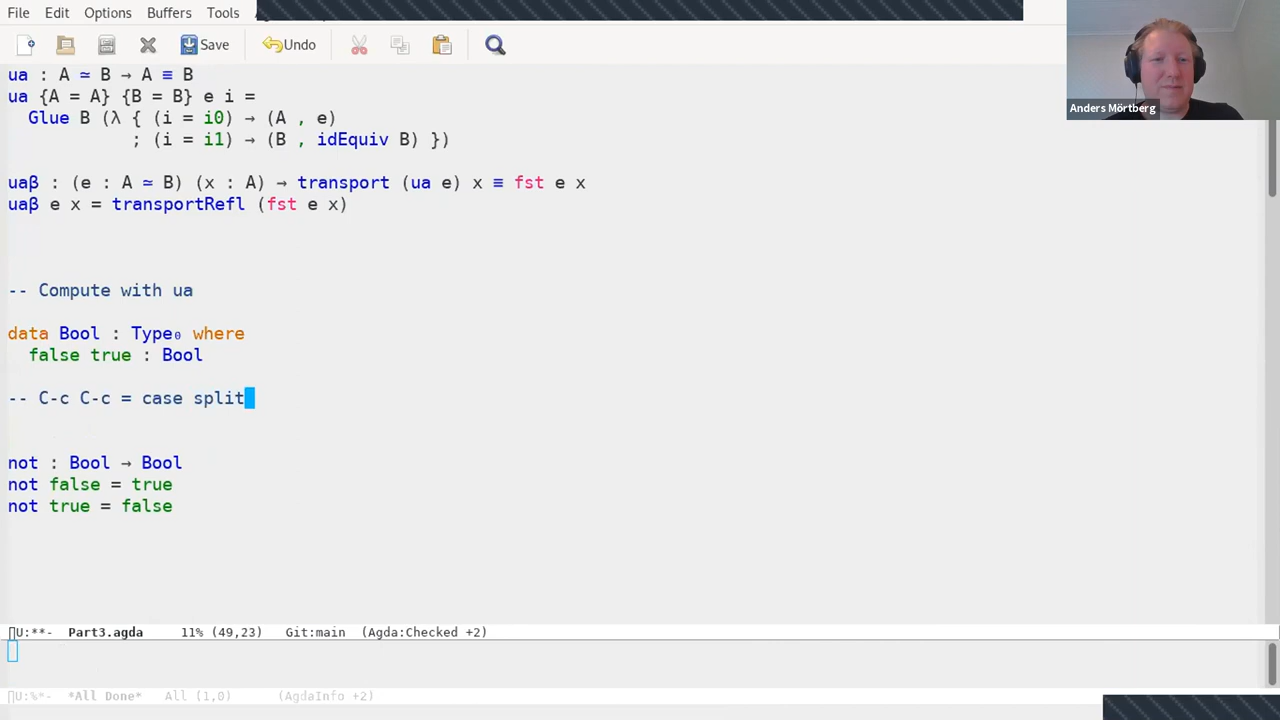 File Edit Options Buffers Tools
Save Undo
Anders Mörtberg
ua : A ≃ B → A ≡ B
ua {A = A} {B = B} e i =
Glue B (λ { (i = i0) → (A , e)
; (i = i1) → (B , idEquiv B) })
uaβ : (e : A ≃ B) (x : A) → transport (ua e) x ≡ fst e x
uaβ e x = transportRefl (fst e x)
-- Compute with ua
data Bool : Type₀ where
false true : Bool
-- C-c C-c = case split
not : Bool → Bool
not false = true
not true = false
U:**- Part3.agda 11% (49,23) Git:main (Agda:Checked +2)
U:%*- *All Done* All (1,0) (AgdaInfo +2)